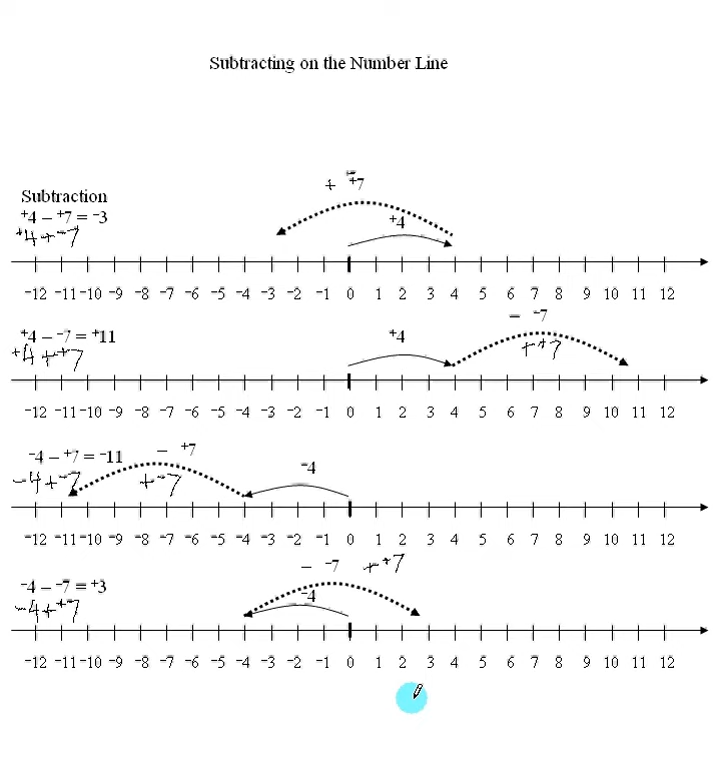 Subtracting on the Number Line
+ ⁻7
Subtraction
⁺4 – ⁺7 = ⁻3
⁺4
⁺4 + ⁻7
⁻12 ⁻11 ⁻10 ⁻9 ⁻8 ⁻7 ⁻6 ⁻5 ⁻4 ⁻3 ⁻2 ⁻1 0 1 2 3 4 5 6 7 8 9 10 11 12
– ⁻7
⁺4 – ⁻7 = ⁺11
⁺4
+ ⁺7
⁺4 + ⁺7
⁻12 ⁻11 ⁻10 ⁻9 ⁻8 ⁻7 ⁻6 ⁻5 ⁻4 ⁻3 ⁻2 ⁻1 0 1 2 3 4 5 6 7 8 9 10 11 12
– ⁺7
⁻4 – ⁺7 = ⁻11
⁻4
⁻4 + ⁻7
+ ⁻7
⁻12 ⁻11 ⁻10 ⁻9 ⁻8 ⁻7 ⁻6 ⁻5 ⁻4 ⁻3 ⁻2 ⁻1 0 1 2 3 4 5 6 7 8 9 10 11 12
– ⁻7 + ⁺7
⁻4 – ⁻7 = ⁺3
⁻4
⁻4 + ⁺7
⁻12 ⁻11 ⁻10 ⁻9 ⁻8 ⁻7 ⁻6 ⁻5 ⁻4 ⁻3 ⁻2 ⁻1 0 1 2 3 4 5 6 7 8 9 10 11 12